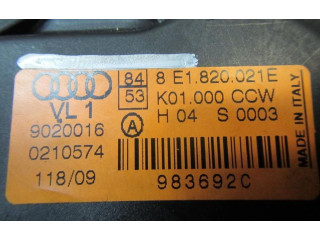 84 8 E1.820.021E
53 K01.000 CCW
VL 1
9020016 A H 04 S 0003
0210574
118/09 983692C
MADE IN ITALY